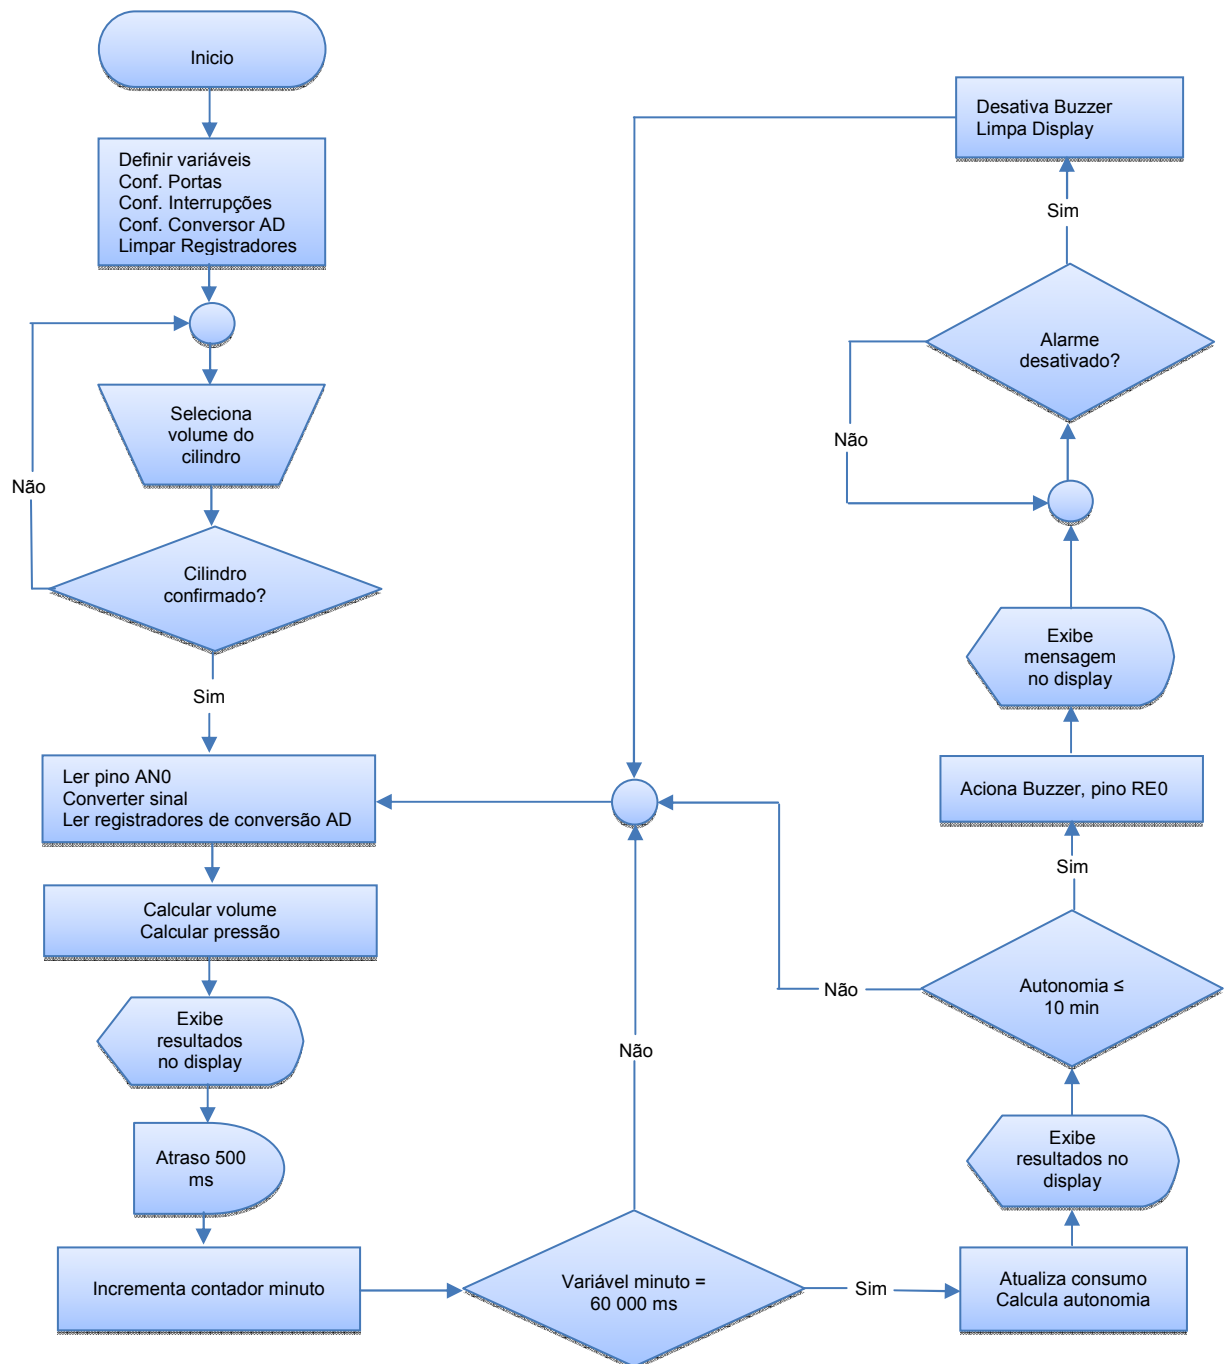 Inicio
Definir variáveis
Conf. Portas
Conf. Interrupções
Conf. Conversor AD
Limpar Registradores
Seleciona
volume do
cilindro
Não
Cilindro
confirmado?
Sim
Ler pino AN0
Converter sinal
Ler registradores de conversão AD
Calcular volume
Calcular pressão
Exibe
resultados
no display
Atraso 500
ms
Incrementa contador minuto
Variável minuto =
60 000 ms
Não
Sim
Atualiza consumo
Calcula autonomia
Exibe
resultados no
display
Autonomia ≤
10 min
Não
Sim
Aciona Buzzer, pino RE0
Exibe
mensagem
no display
Alarme
desativado?
Não
Sim
Desativa Buzzer
Limpa Display